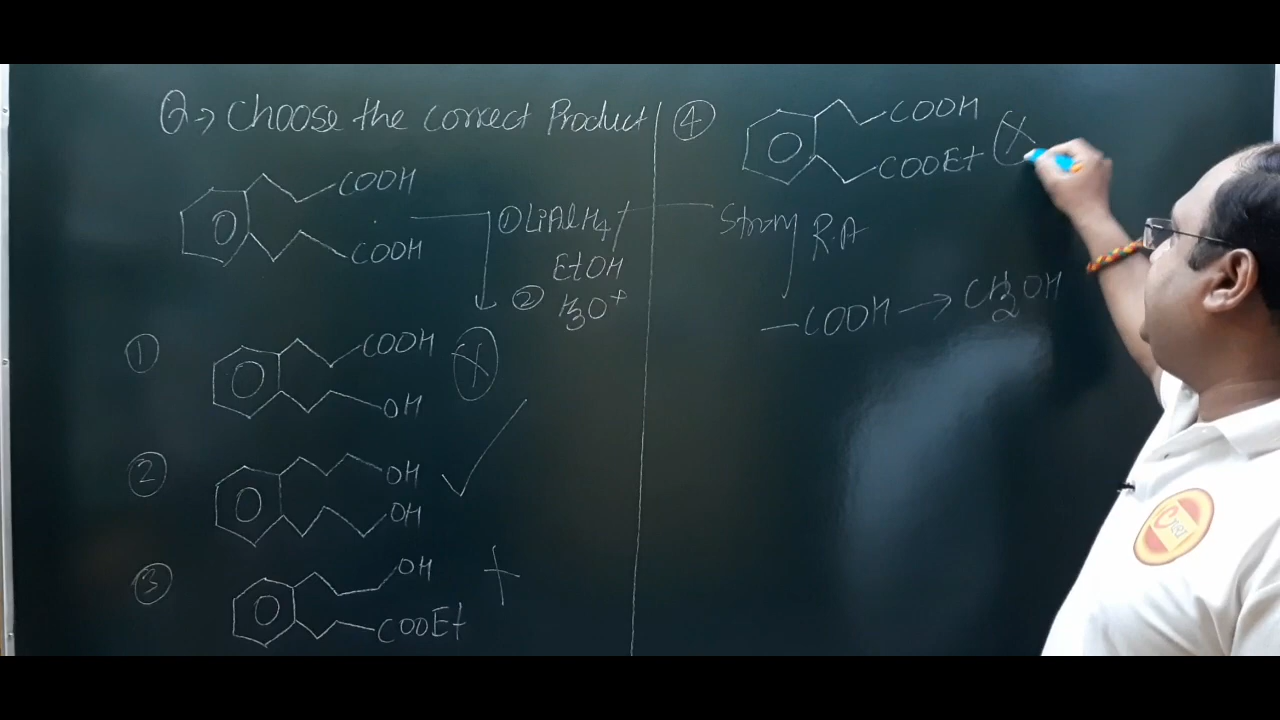 Q→ Choose the correct Product
COOH
COOH
① LiAlH4/
EtOH
② H3O+
①
COOH
OH
②
OH
OH
③
OH
COOEt
④
COOH
COOEt
Strong R.A
—COOH → CH2OH